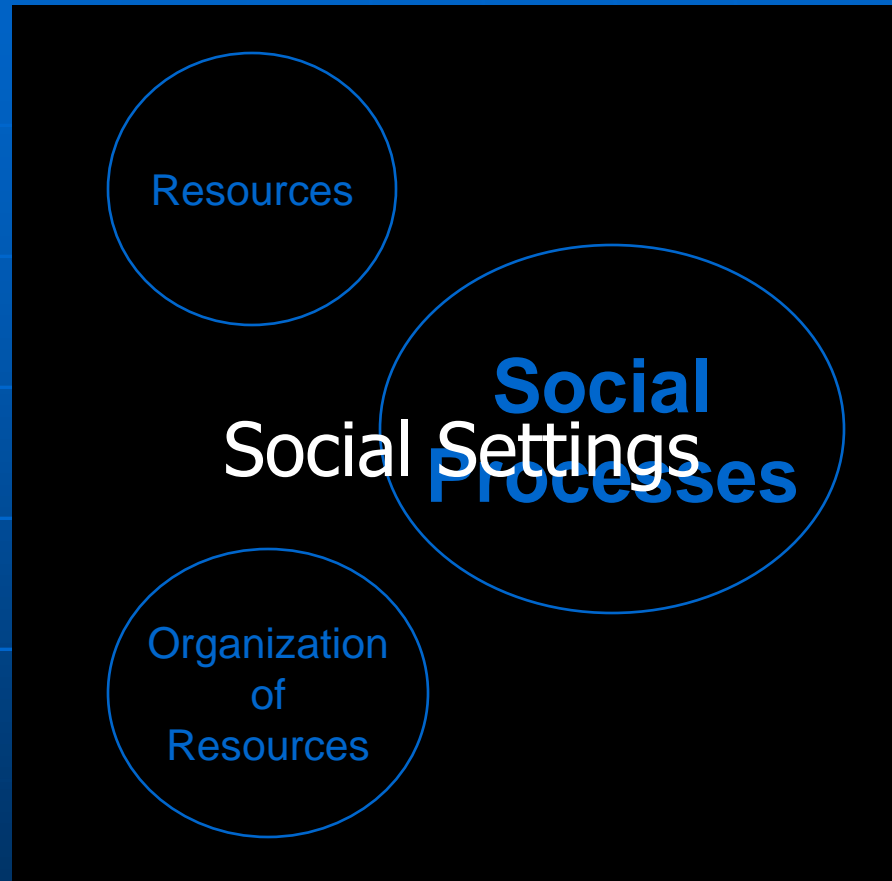 Resources
Social
Processes
Social Settings
Organization
of
Resources